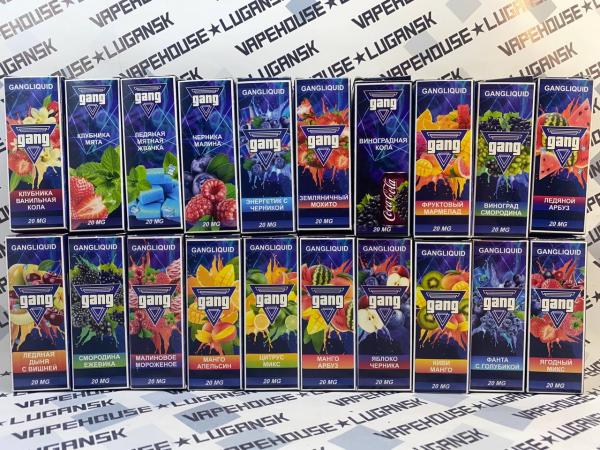 VAPEHOUSE★LUGANSK
GANGLIQUID
gang
КЛУБНИКА
ВАНИЛЬНАЯ
КОЛА
20 MG
gang
КЛУБНИКА
МЯТА
20 MG
gang
ЛЕДЯНАЯ
МЯТНАЯ
ЖВАЧКА
20 MG
gang
ЧЕРНИКА
МАЛИНА
20 MG
GANGLIQUID
gang
ЭНЕРГЕТИК С
ЧЕРНИКОЙ
20 MG
GANGLIQUID
gang
ЗЕМЛЯНИЧНЫЙ
МОХИТО
20 MG
gang
ВИНОГРАДНАЯ
КОЛА
Coca-Cola
20 MG
GANGLIQUID
gang
ФРУКТОВЫЙ
МАРМЕЛАД
20 MG
GANGLIQUID
gang
ВИНОГРАД
СМОРОДИНА
20 MG
GANGLIQUID
gang
ЛЕДЯНОЙ
АРБУЗ
20 MG
GANGLIQUID
gang
ЛЕДЯНАЯ
ДЫНЯ
С ВИШНЕЙ
20 MG
GANGLIQUID
gang
СМОРОДИНА
ЕЖЕВИКА
20 MG
GANGLIQUID
gang
МАЛИНОВОЕ
МОРОЖЕНОЕ
20 MG
GANGLIQUID
gang
МАНГО
АПЕЛЬСИН
20 MG
GANGLIQUID
gang
ЦИТРУС
МИКС
20 MG
GANGLIQUID
gang
МАНГО
АРБУЗ
20 MG
GANGLIQUID
gang
ЯБЛОКО
ЧЕРНИКА
20 MG
GANGLIQUID
gang
КИВИ
МАНГО
20 MG
GANGLIQUID
gang
ФАНТА
С ГОЛУБИКОЙ
20 MG
GANGLIQUID
gang
ЯГОДНЫЙ
МИКС
20 MG
VAPEHOUSE★LUGANSK